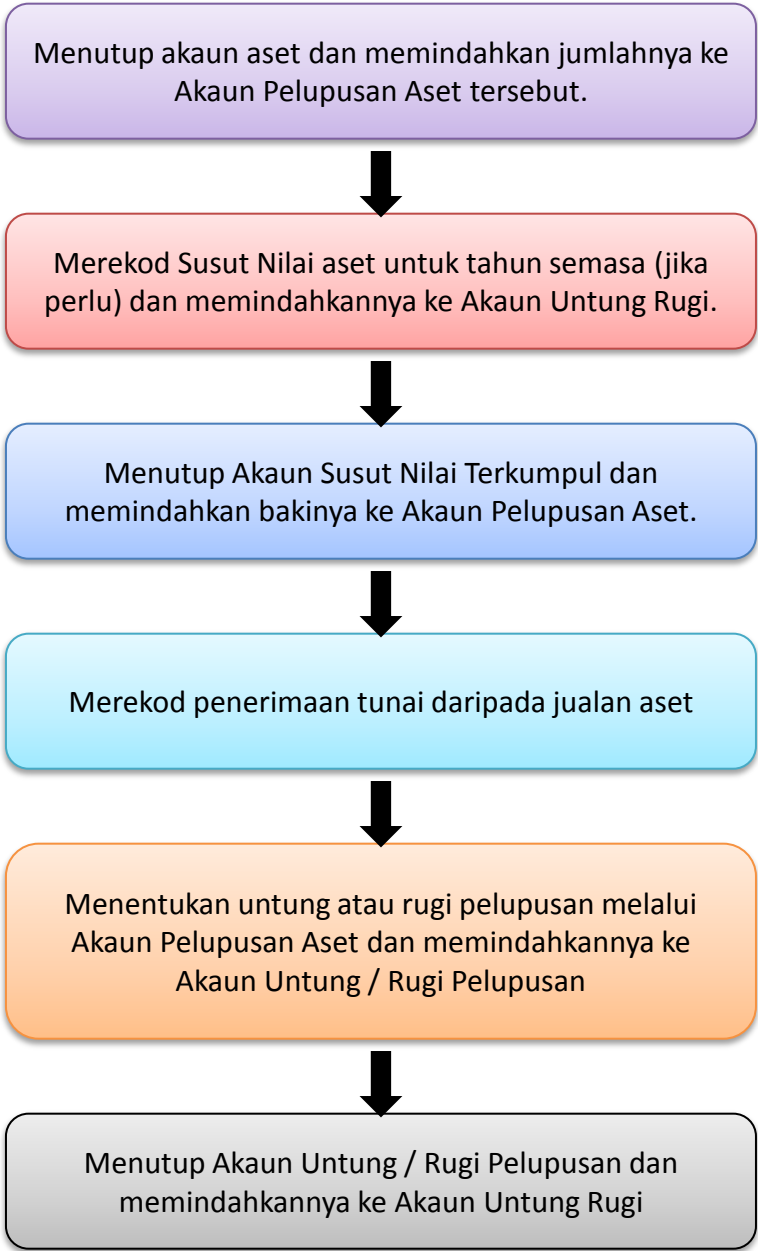 Menutup akaun aset dan memindahkan jumlahnya ke
Akaun Pelupusan Aset tersebut.
Merekod Susut Nilai aset untuk tahun semasa (jika
perlu) dan memindahkannya ke Akaun Untung Rugi.
Menutup Akaun Susut Nilai Terkumpul dan
memindahkan bakinya ke Akaun Pelupusan Aset.
Merekod penerimaan tunai daripada jualan aset
Menentukan untung atau rugi pelupusan melalui
Akaun Pelupusan Aset dan memindahkannya ke
Akaun Untung / Rugi Pelupusan
Menutup Akaun Untung / Rugi Pelupusan dan
memindahkannya ke Akaun Untung Rugi